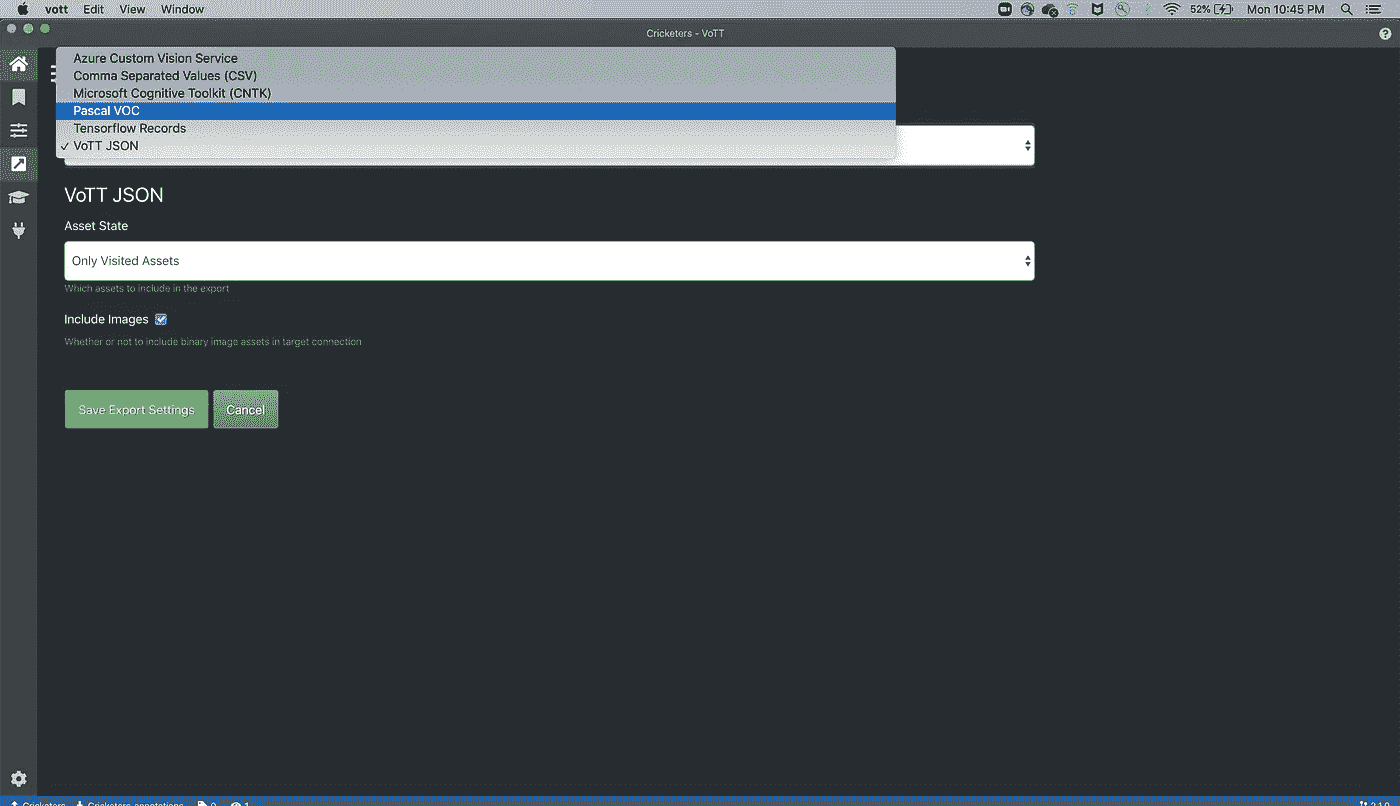 vott Edit View Window 52% Mon 10:45 PM
Cricketers - VoTT
Azure Custom Vision Service
Comma Separated Values (CSV)
Microsoft Cognitive Toolkit (CNTK)
Pascal VOC
Tensorflow Records
✓ VoTT JSON
VoTT JSON
Asset State
Only Visited Assets
Which assets to include in the export
Include Images
Whether or not to include binary image assets in target connection
Save Export Settings Cancel
Cricketers Cricketers annotations 0 1